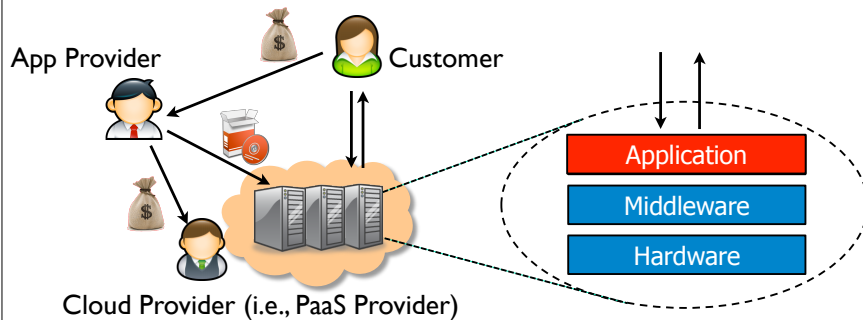 App Provider
$
Customer
Application
Middleware
Hardware
$
Cloud Provider (i.e., PaaS Provider)